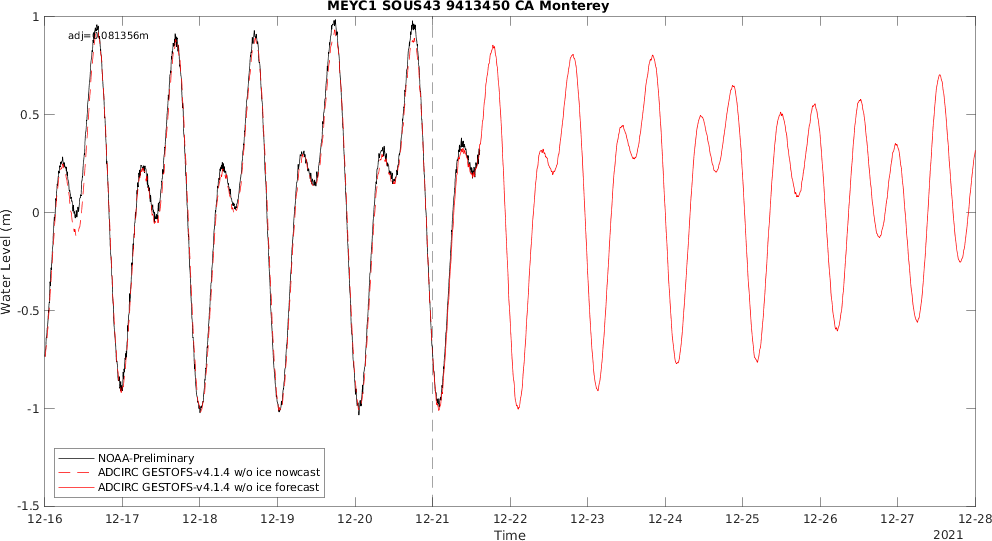 MEYC1 SOUS43 9413450 CA Monterey
adj=0.081356m
1
0.5
0
-0.5
-1
-1.5
Water Level (m)
NOAA-Preliminary
ADCIRC GESTOFS-v4.1.4 w/o ice nowcast
ADCIRC GESTOFS-v4.1.4 w/o ice forecast
12-16 12-17 12-18 12-19 12-20 12-21 12-22 12-23 12-24 12-25 12-26 12-27 12-28
Time
2021